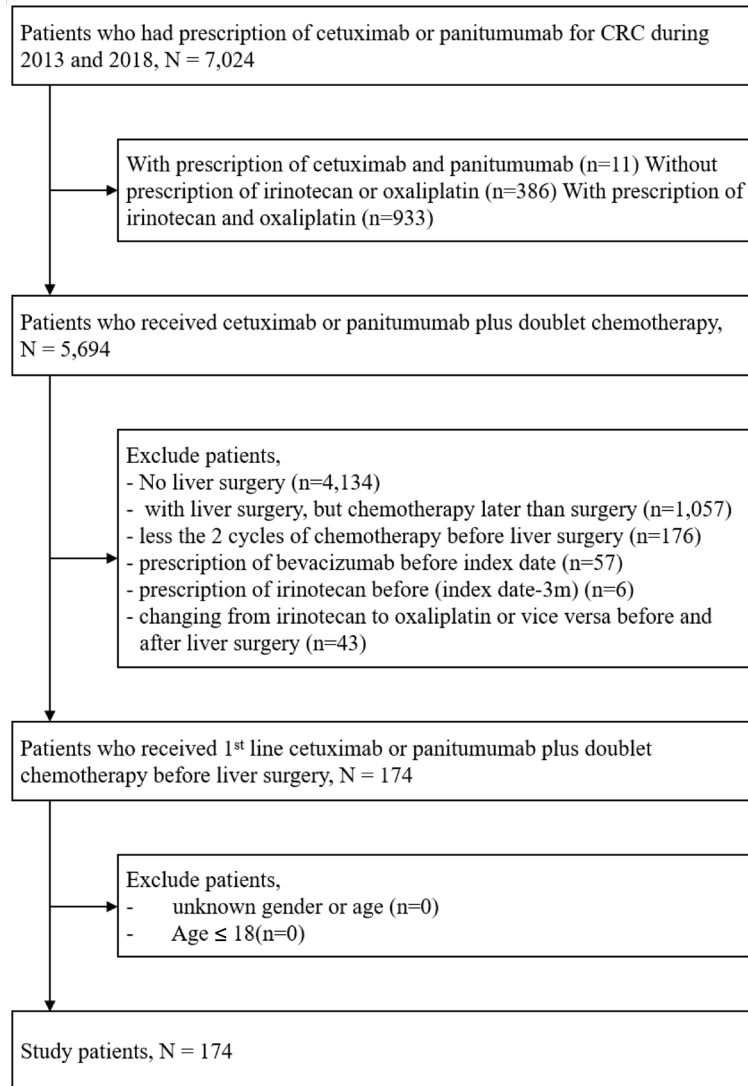 Patients who had prescription of cetuximab or panitumumab for CRC during
2013 and 2018, N = 7,024
With prescription of cetuximab and panitumumab (n=11) Without
prescription of irinotecan or oxaliplatin (n=386) With prescription of
irinotecan and oxaliplatin (n=933)
Patients who received cetuximab or panitumumab plus doublet chemotherapy,
N = 5,694
Exclude patients,
- No liver surgery (n=4,134)
- with liver surgery, but chemotherapy later than surgery (n=1,057)
- less the 2 cycles of chemotherapy before liver surgery (n=176)
- prescription of bevacizumab before index date (n=57)
- prescription of irinotecan before (index date-3m) (n=6)
- changing from irinotecan to oxaliplatin or vice versa before and
after liver surgery (n=43)
Patients who received 1st line cetuximab or panitumumab plus doublet
chemotherapy before liver surgery, N = 174
Exclude patients,
- unknown gender or age (n=0)
- Age ≤ 18(n=0)
Study patients, N = 174